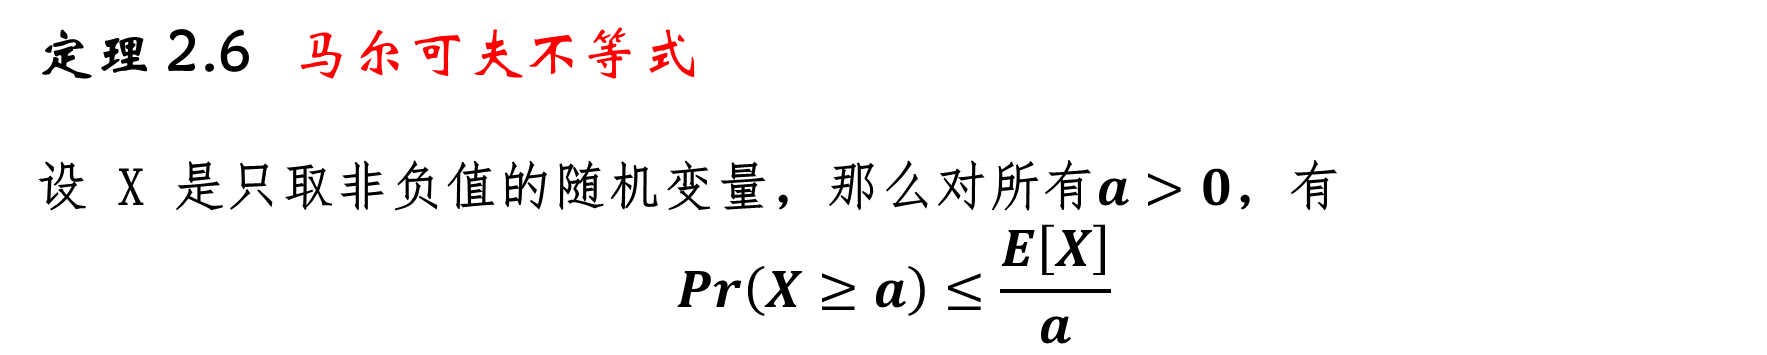 定理 2.6 马尔可夫不等式
设 X 是只取非负值的随机变量，那么对所有a > 0，有
Pr(X ≥ a) ≤ E[X]/a